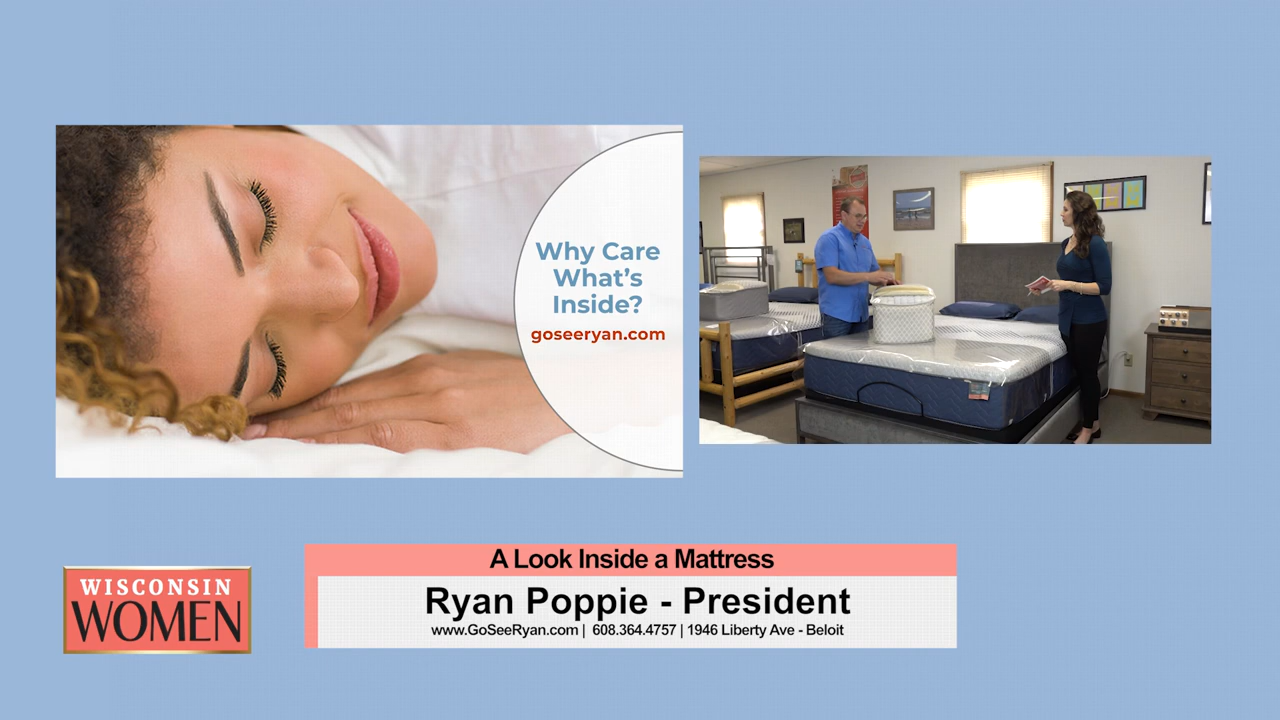 Why Care
What's
Inside?
goseeryan.com
A Look Inside a Mattress
WISCONSIN
WOMEN
Ryan Poppie - President
www.GoSeeRyan.com | 608.364.4757 | 1946 Liberty Ave - Beloit